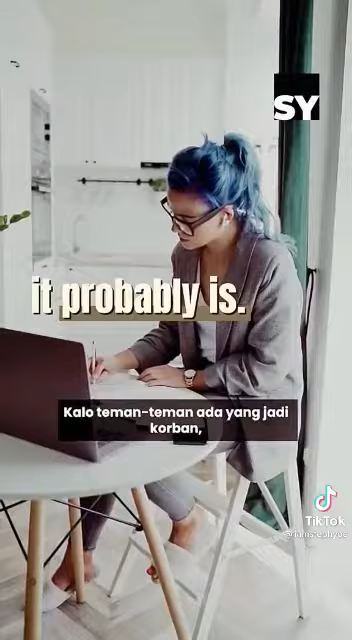 SY
it probably is.
Kalo teman-teman ada yang jadi
korban,
TikTok